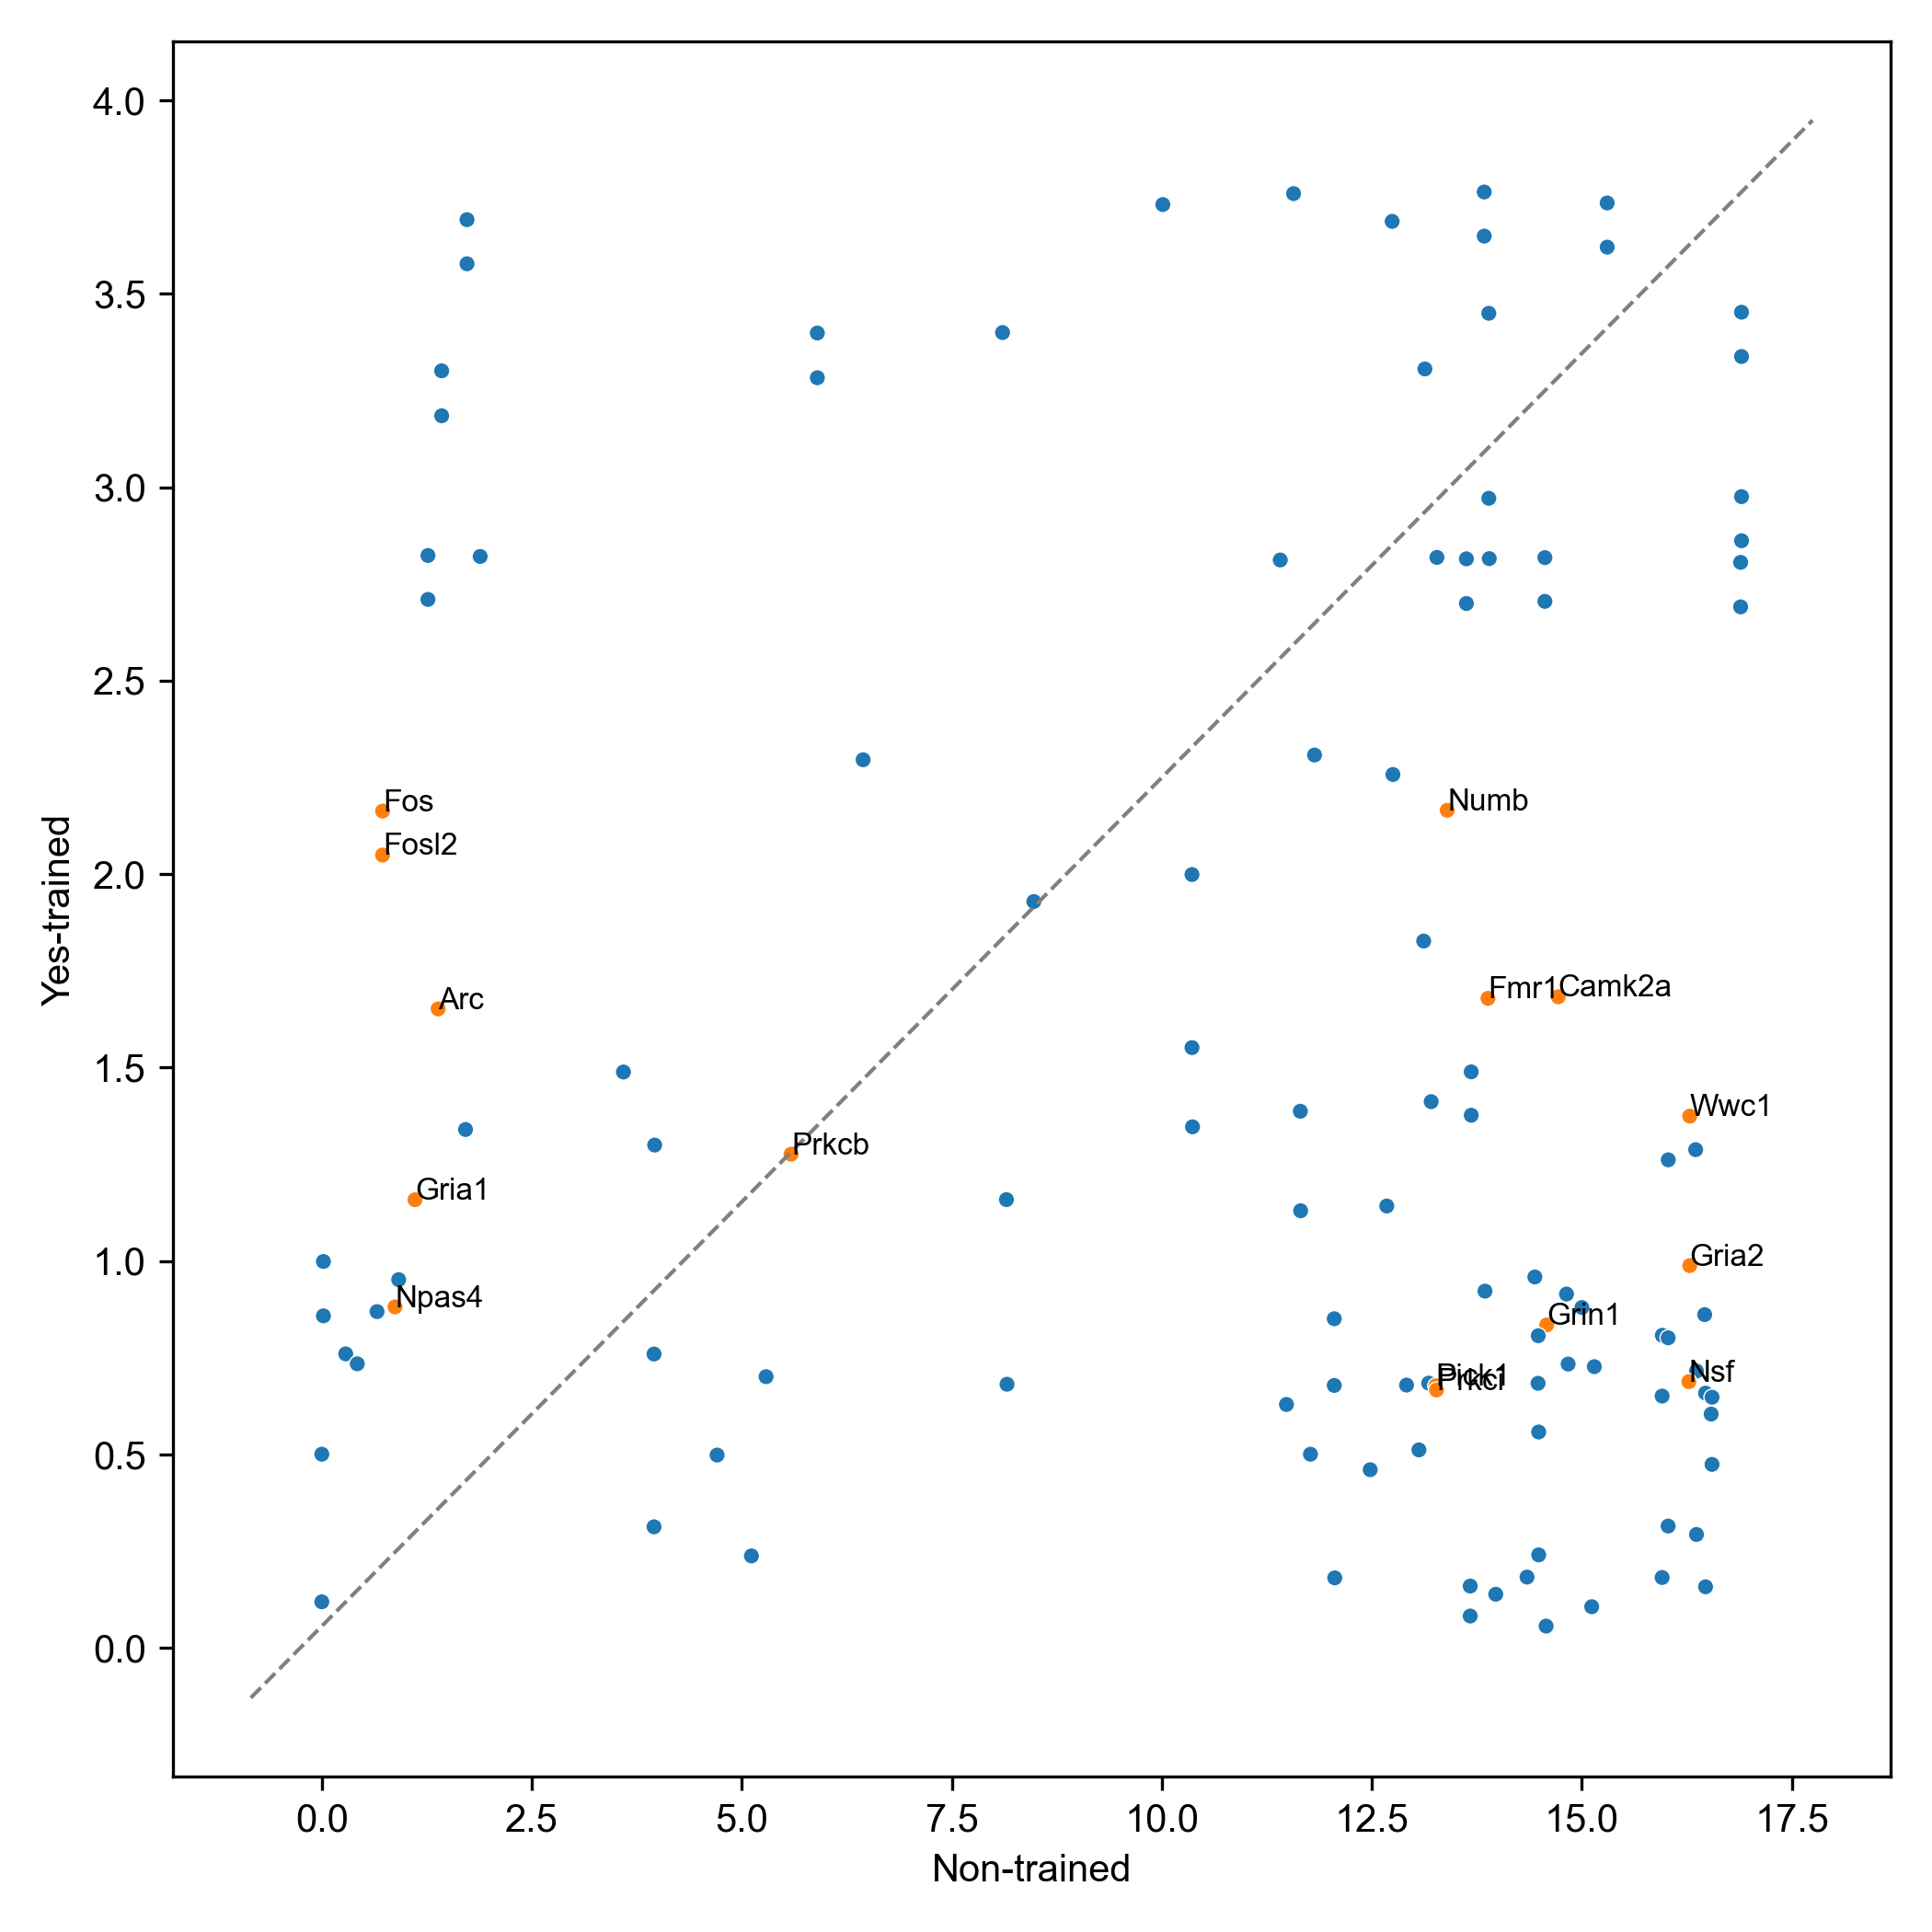 4.0
3.5
3.0
2.5
2.0
1.5
1.0
0.5
0.0
Yes-trained
Fos
Numb
Fosl2
Fmr1
Camk2a
Arc
Wwc1
Prkcb
Gria1
Gria2
Npas4
Grin1
Pick1
Prkci
Nsf
0.0 2.5 5.0 7.5 10.0 12.5 15.0 17.5
Non-trained